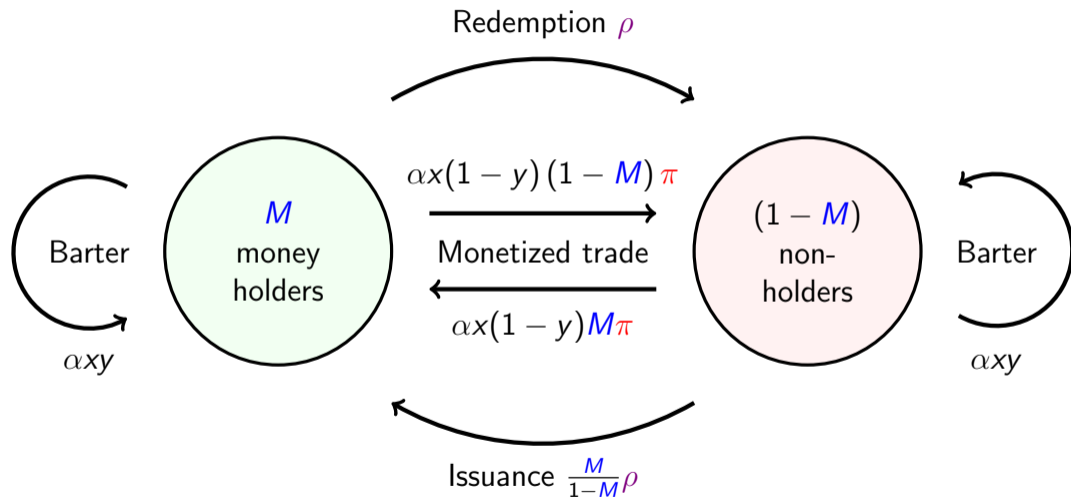 Redemption ρ
αx(1 − y) (1 − M) π
M
money
holders
Barter
Monetized trade
(1 − M)
non-
holders
Barter
αx(1 − y)Mπ
αxy
αxy
Issuance M/(1−M) ρ